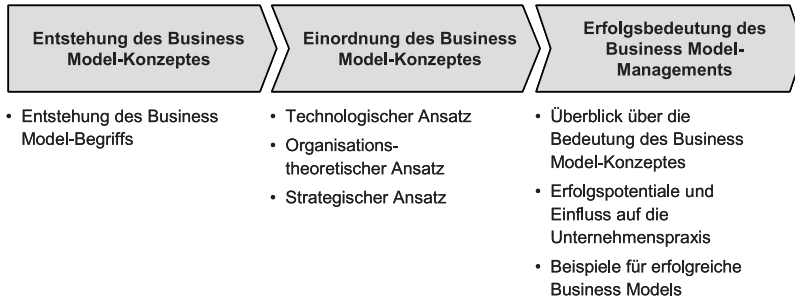 Entstehung des Business
Model-Konzeptes
Einordnung des Business
Model-Konzeptes
Erfolgsbedeutung des
Business Model-
Managements
• Entstehung des Business
Model-Begriffs
• Technologischer Ansatz
• Organisations-
theoretischer Ansatz
• Strategischer Ansatz
• Überblick über die
Bedeutung des Business
Model-Konzeptes
• Erfolgspotentiale und
Einfluss auf die
Unternehmenspraxis
• Beispiele für erfolgreiche
Business Models